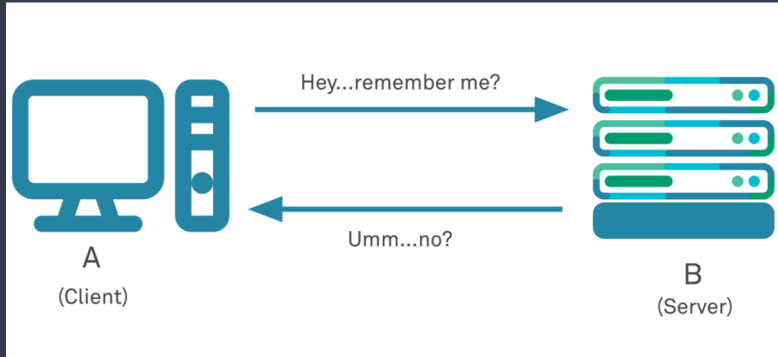 Hey...remember me?
Umm...no?
A
(Client)
B
(Server)